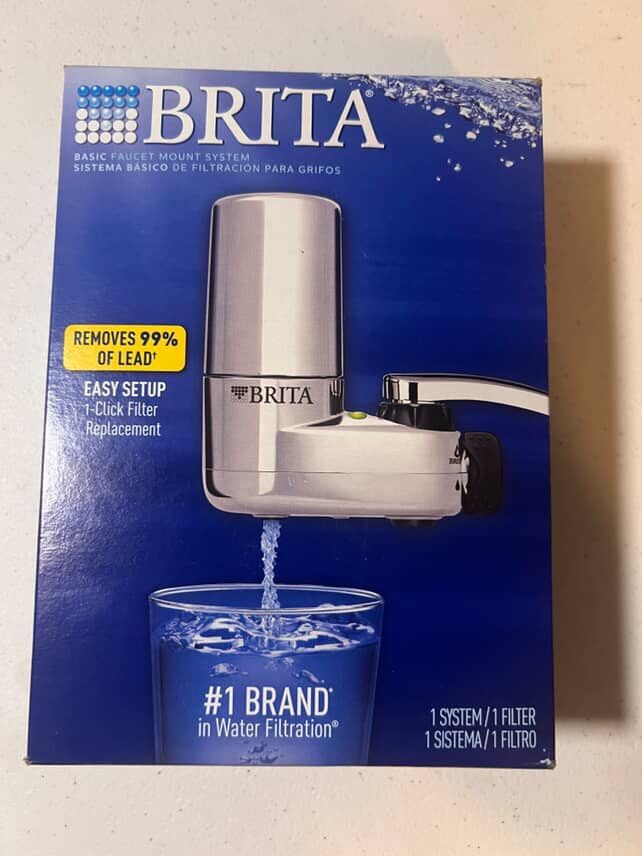 BRITA®
BASIC FAUCET MOUNT SYSTEM
SISTEMA BÁSICO DE FILTRACIÓN PARA GRIFOS
REMOVES 99%
OF LEAD†
EASY SETUP
1-Click Filter
Replacement
BRITA
#1 BRAND*
in Water Filtration®
1 SYSTEM / 1 FILTER
1 SISTEMA / 1 FILTRO